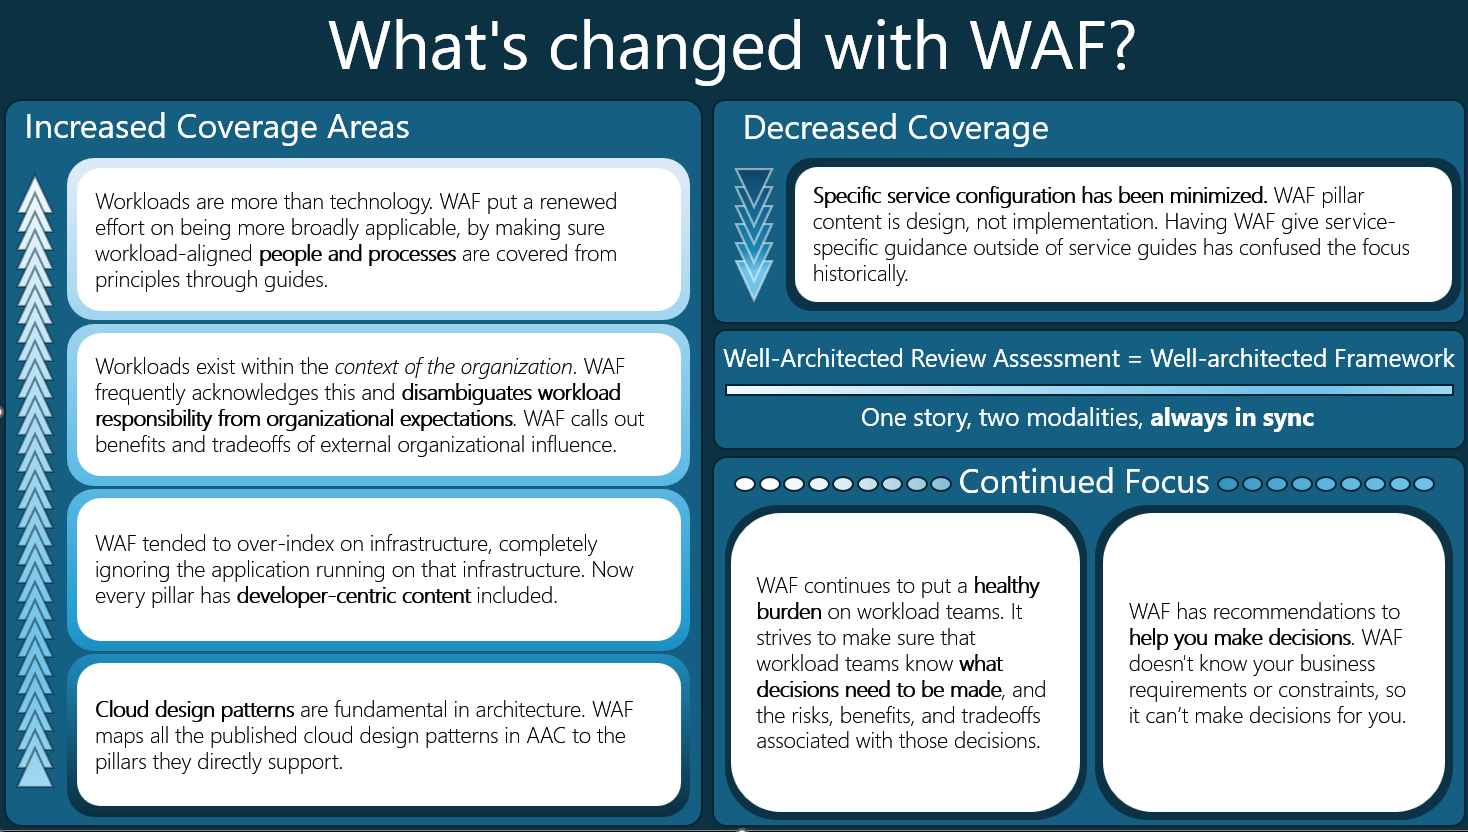 What's changed with WAF?
Increased Coverage Areas
Workloads are more than technology. WAF put a renewed
effort on being more broadly applicable, by making sure
workload-aligned people and processes are covered from
principles through guides.
Workloads exist within the context of the organization. WAF
frequently acknowledges this and disambiguates workload
responsibility from organizational expectations. WAF calls out
benefits and tradeoffs of external organizational influence.
WAF tended to over-index on infrastructure, completely
ignoring the application running on that infrastructure. Now
every pillar has developer-centric content included.
Cloud design patterns are fundamental in architecture. WAF
maps all the published cloud design patterns in AAC to the
pillars they directly support.
Decreased Coverage
Specific service configuration has been minimized. WAF pillar
content is design, not implementation. Having WAF give service-
specific guidance outside of service guides has confused the focus
historically.
Well-Architected Review Assessment = Well-architected Framework
One story, two modalities, always in sync
Continued Focus
WAF continues to put a healthy
burden on workload teams. It
strives to make sure that
workload teams know what
decisions need to be made, and
the risks, benefits, and tradeoffs
associated with those decisions.
WAF has recommendations to
help you make decisions. WAF
doesn't know your business
requirements or constraints, so
it can’t make decisions for you.